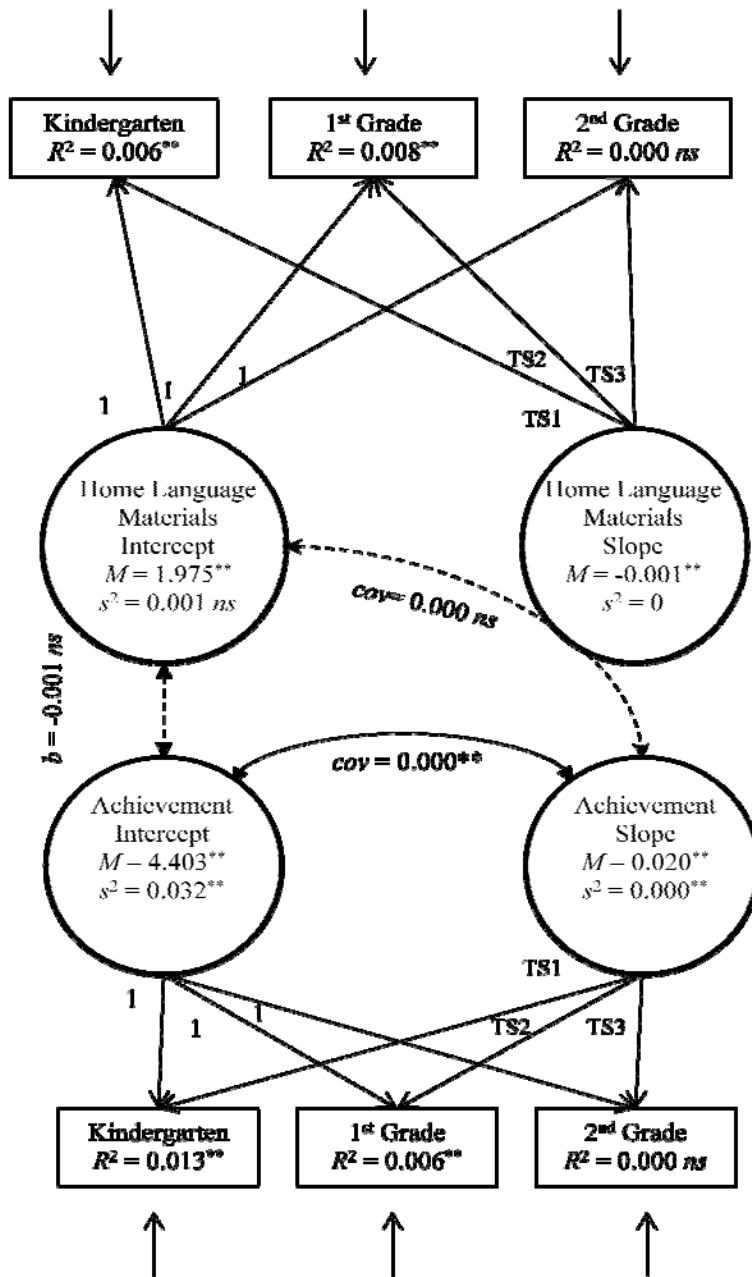 Kindergarten
R² = 0.006**
1st Grade
R² = 0.008**
2nd Grade
R² = 0.000 ns
1
1
1
TS2
TS3
TS1
Home Language
Materials
Intercept
M = 1.975**
s² = 0.001 ns
Home Language
Materials
Slope
M = -0.001**
s² = 0
cov= 0.000 ns
b = -0.001 ns
cov = 0.000**
Achievement
Intercept
M – 4.403**
s² = 0.032**
Achievement
Slope
M – 0.020**
s² = 0.000**
1
1
1
TS1
TS2
TS3
Kindergarten
R² = 0.013**
1st Grade
R² = 0.006**
2nd Grade
R² = 0.000 ns